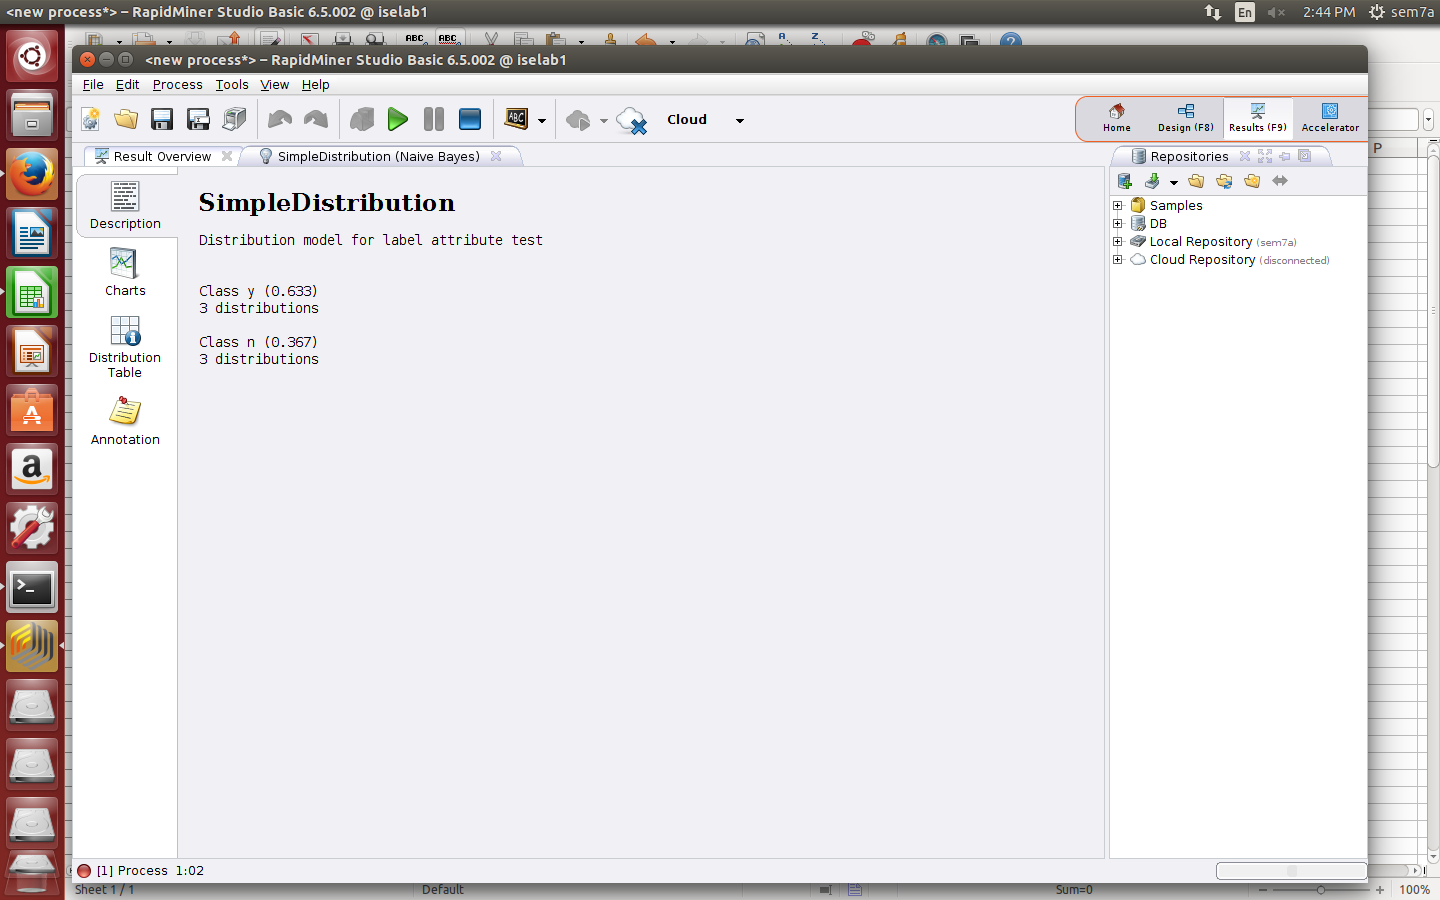 <new process*> – RapidMiner Studio Basic 6.5.002 @ iselab1
En
2:44 PM
sem7a
<new process*> – RapidMiner Studio Basic 6.5.002 @ iselab1
File Edit Process Tools View Help
ABC
Cloud
Home
Design (F8)
Results (F9)
Accelerator
Result Overview
SimpleDistribution (Naive Bayes)
Repositories
Description
Charts
Distribution
Table
Annotation
SimpleDistribution
Distribution model for label attribute test
Class y (0.633)
3 distributions
Class n (0.367)
3 distributions
Samples
DB
Local Repository (sem7a)
Cloud Repository (disconnected)
P
[1] Process 1:02
Sheet 1 / 1
Default
Sum=0
100%